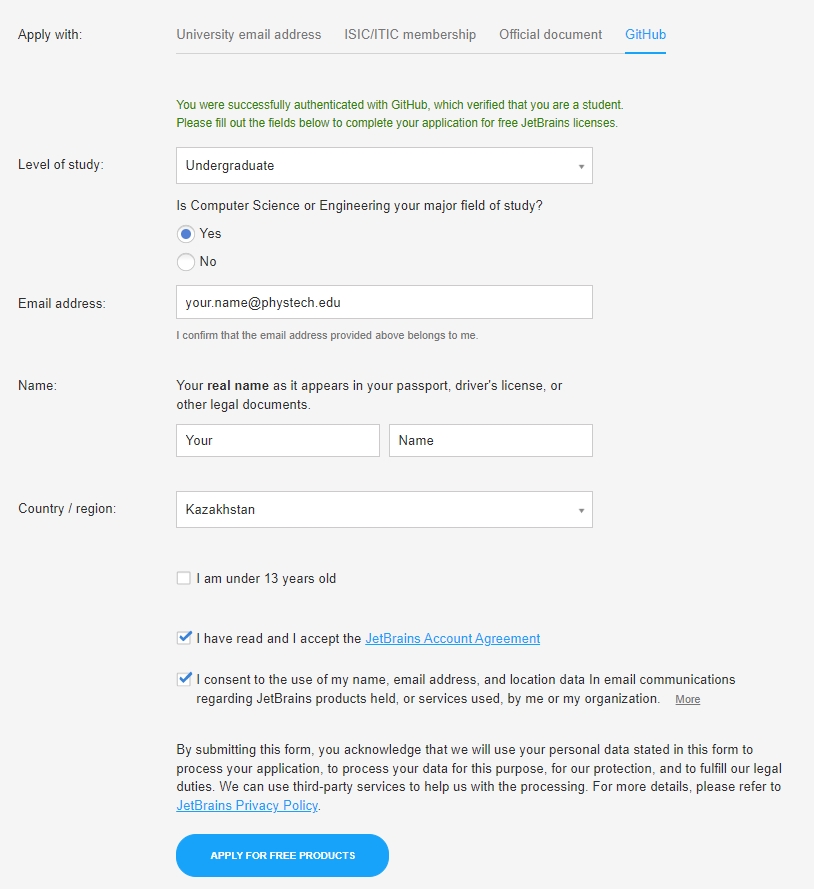 Apply with: University email address ISIC/ITIC membership Official document GitHub
You were successfully authenticated with GitHub, which verified that you are a student.
Please fill out the fields below to complete your application for free JetBrains licenses.
Level of study: Undergraduate
Is Computer Science or Engineering your major field of study?
Yes
No
Email address: your.name@phystech.edu
I confirm that the email address provided above belongs to me.
Name: Your real name as it appears in your passport, driver's license, or
other legal documents.
Your Name
Country / region: Kazakhstan
I am under 13 years old
I have read and I accept the JetBrains Account Agreement
I consent to the use of my name, email address, and location data In email communications
regarding JetBrains products held, or services used, by me or my organization. More
By submitting this form, you acknowledge that we will use your personal data stated in this form to
process your application, to process your data for this purpose, for our protection, and to fulfill our legal
duties. We can use third-party services to help us with the processing. For more details, please refer to
JetBrains Privacy Policy.
APPLY FOR FREE PRODUCTS